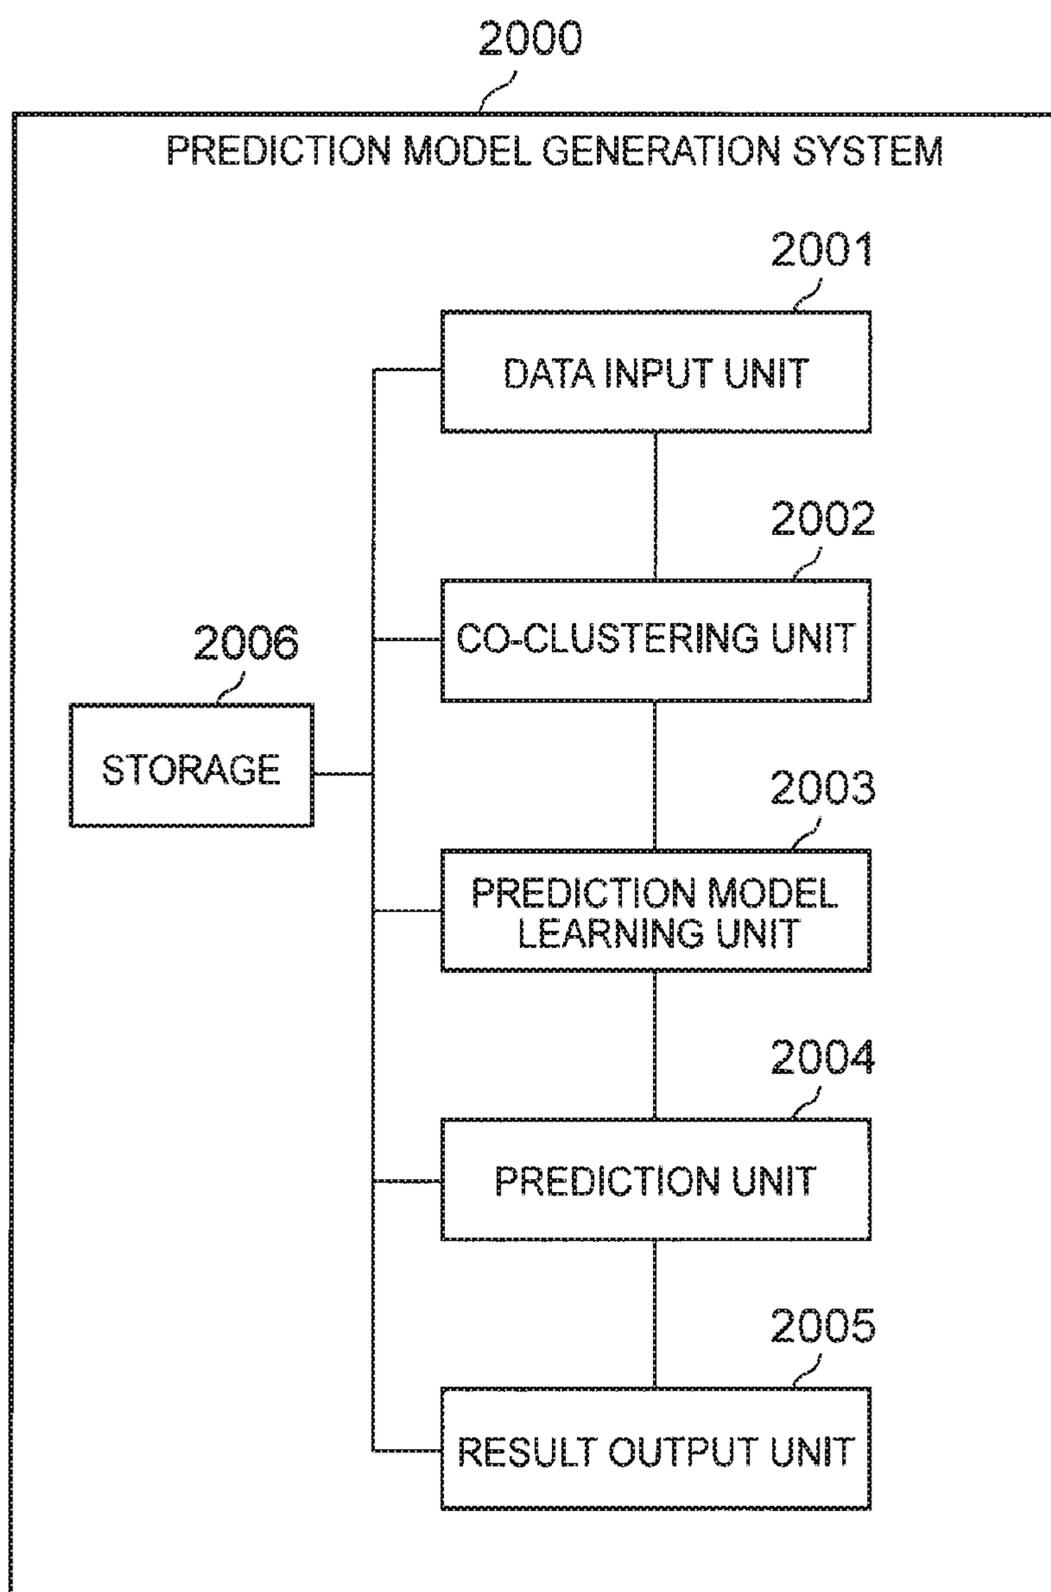 2000
PREDICTION MODEL GENERATION SYSTEM
2001
DATA INPUT UNIT
2002
CO-CLUSTERING UNIT
2006
STORAGE
2003
PREDICTION MODEL
LEARNING UNIT
2004
PREDICTION UNIT
2005
RESULT OUTPUT UNIT